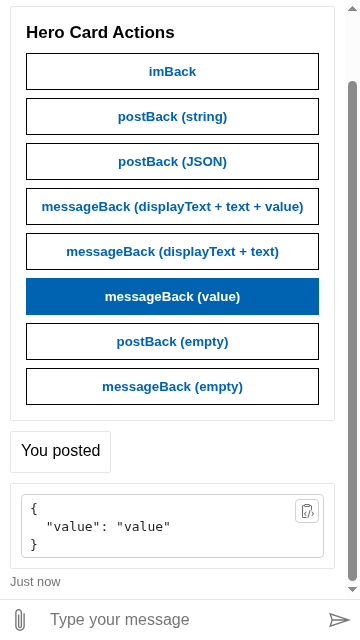 Hero Card Actions
imBack
postBack (string)
postBack (JSON)
messageBack (displayText + text + value)
messageBack (displayText + text)
messageBack (value)
postBack (empty)
messageBack (empty)
You posted
{
  "value": "value"
}
Just now
Type your message